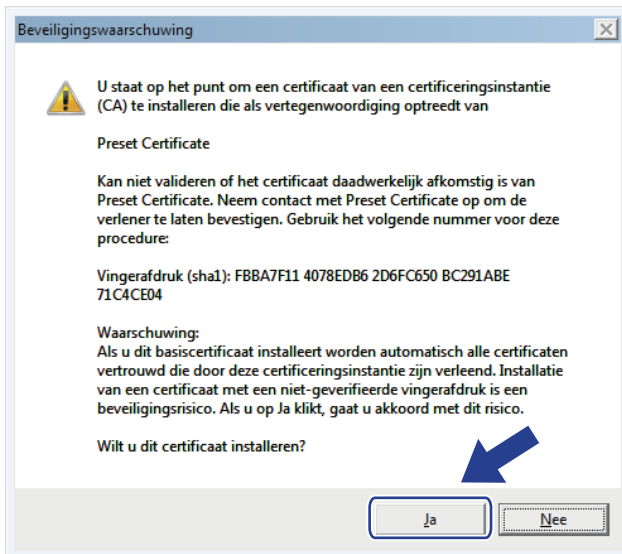 Beveiligingswaarschuwing
U staat op het punt om een certificaat van een certificeringsinstantie
(CA) te installeren die als vertegenwoordiging optreedt van
Preset Certificate
Kan niet valideren of het certificaat daadwerkelijk afkomstig is van
Preset Certificate. Neem contact met Preset Certificate op om de
verlener te laten bevestigen. Gebruik het volgende nummer voor deze
procedure:
Vingerafdruk (sha1): FBBA7F11 4078EDB6 2D6FC650 BC291ABE
71C4CE04
Waarschuwing:
Als u dit basiscertificaat installeert worden automatisch alle certificaten
vertrouwd die door deze certificeringsinstantie zijn verleend. Installatie
van een certificaat met een niet-geverifieerde vingerafdruk is een
beveiligingsrisico. Als u op Ja klikt, gaat u akkoord met dit risico.
Wilt u dit certificaat installeren?
Ja
Nee